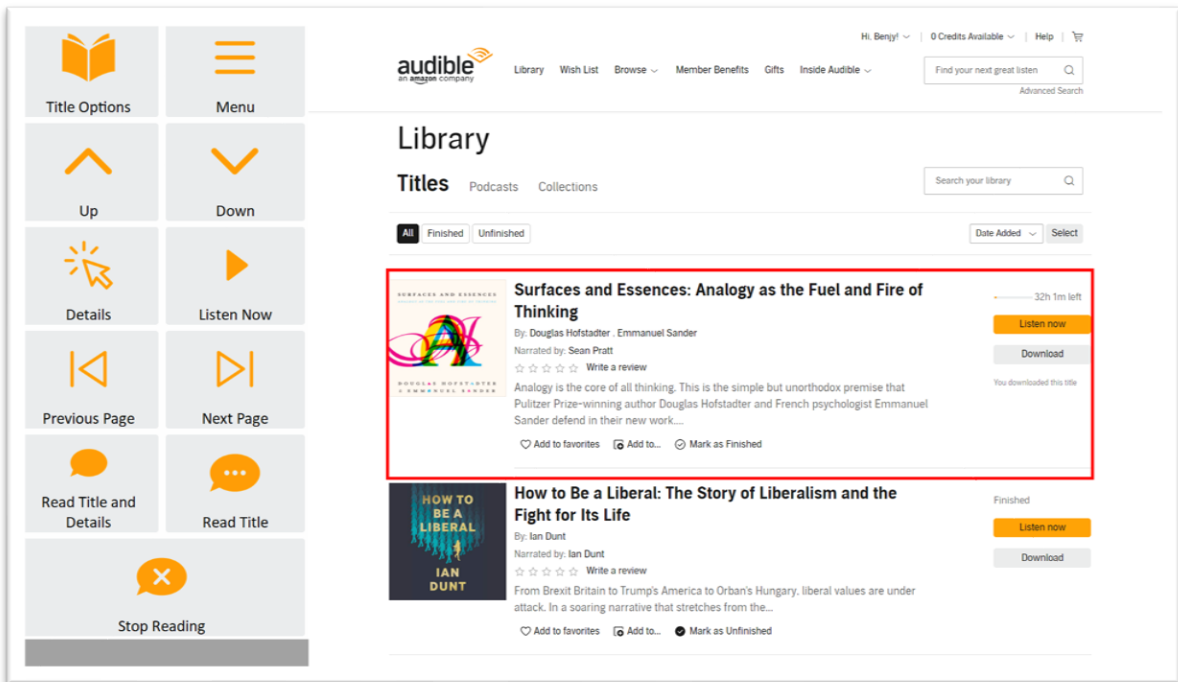 Title Options
Menu
Up
Down
Details
Listen Now
Previous Page
Next Page
Read Title and
Details
Read Title
Stop Reading
Hi, Benjy!
0 Credits Available
Help
audible
an amazon company
Library
Wish List
Browse
Member Benefits
Gifts
Inside Audible
Find your next great listen
Advanced Search
Library
Titles
Podcasts
Collections
Search your library
All
Finished
Unfinished
Date Added
Select
SURFACES AND ESSENCES
A
DOUGLAS HOFSTADTER
& EMMANUEL SANDER
Surfaces and Essences: Analogy as the Fuel and Fire of
Thinking
By: Douglas Hofstadter , Emmanuel Sander
Narrated by: Sean Pratt
Write a review
Analogy is the core of all thinking. This is the simple but unorthodox premise that
Pulitzer Prize-winning author Douglas Hofstadter and French psychologist Emmanuel
Sander defend in their new work....
Add to favorites
Add to...
Mark as Finished
32h 1m left
Listen now
Download
You downloaded this title
HOW TO
BE A
LIBERAL
IAN
DUNT
How to Be a Liberal: The Story of Liberalism and the
Fight for Its Life
By: Ian Dunt
Narrated by: Ian Dunt
Write a review
From Brexit Britain to Trump's America to Orban's Hungary, liberal values are under
attack. In a soaring narrative that stretches from the...
Add to favorites
Add to...
Mark as Unfinished
Finished
Listen now
Download